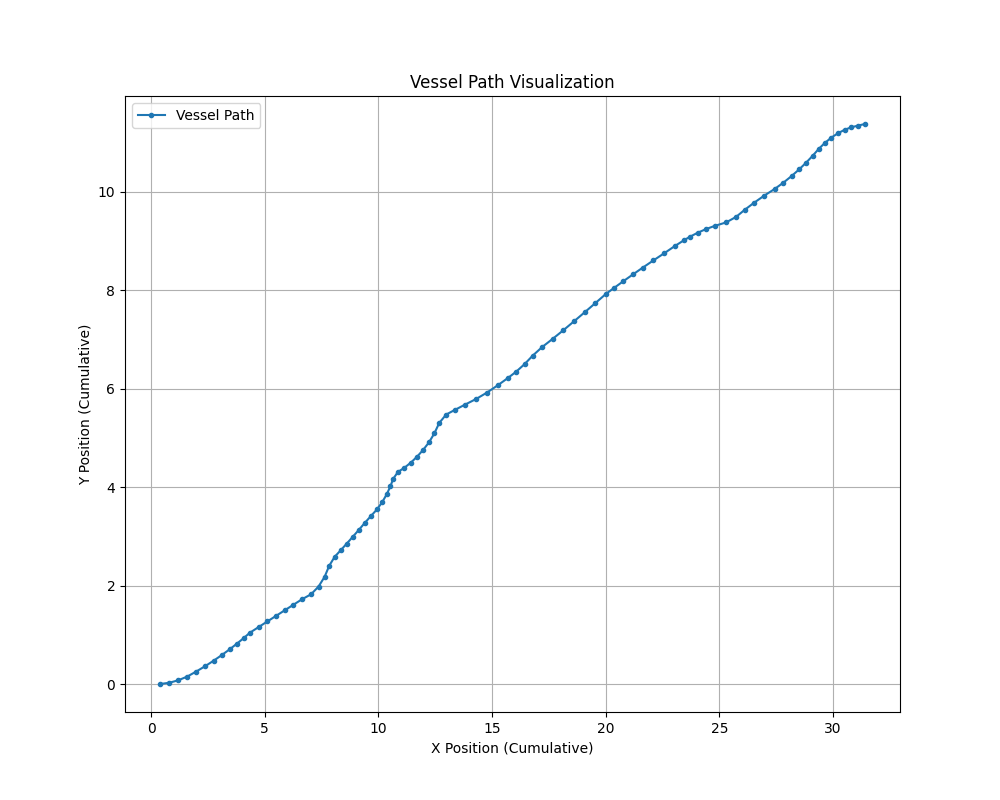 Vessel Path Visualization
Vessel Path
Y Position (Cumulative)
10
8
6
4
2
0
0 5 10 15 20 25 30
X Position (Cumulative)